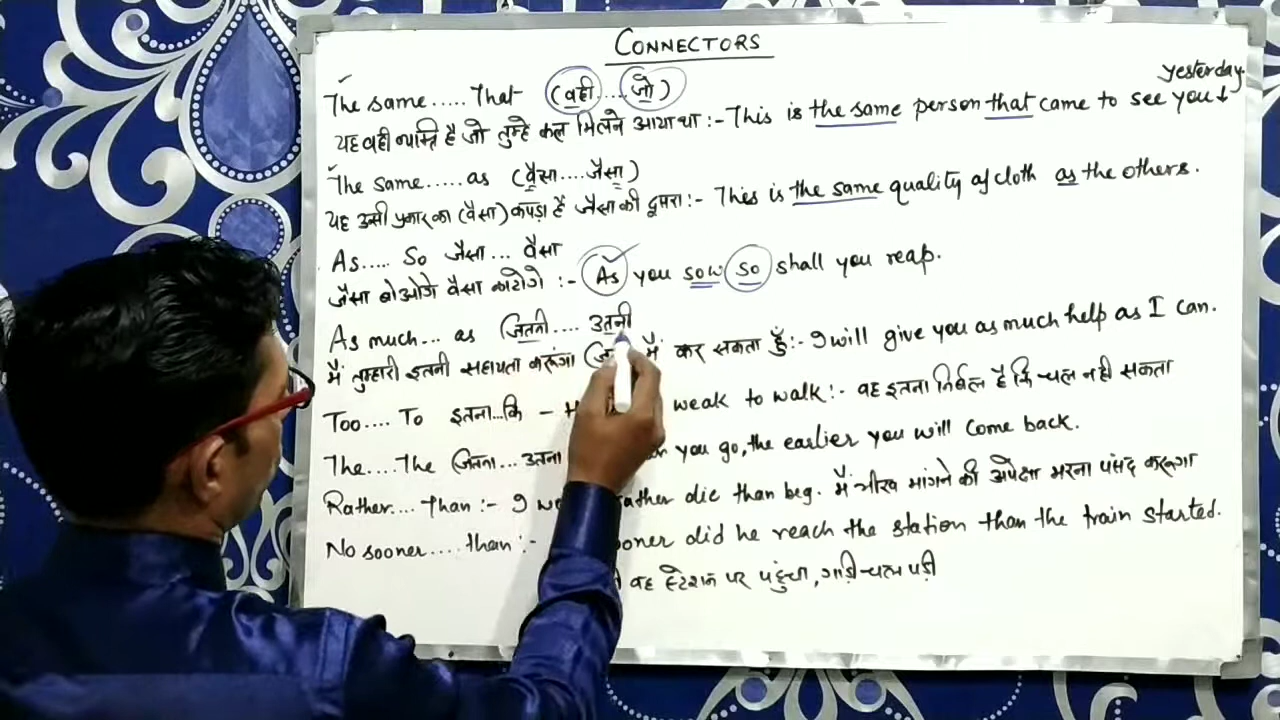 CONNECTORS
The same..... That (वही.....जो)
yesterday.
यह वही व्यक्ति है जो तुम्हे कल मिलने आया था :- This is the same person that came to see you ↓
The same..... as (वैसा....जैसा)
यह उसी प्रकार का (वैसा) कपड़ा है जैसा की दूसरा:- This is the same quality of cloth as the others.
As..... So जैसा... वैसा
जैसा बोओगे वैसा काटोगे :- As you sow so shall you reap.
As much... as जितनी.... उतनी
मैं तुम्हारी इतनी सहायता करूंगा मैं कर सकता हूँ:- I will give you as much help as I can.
Too.... To इतना...कि - weak to walk:- वह इतना निर्बल है कि चल नही सकता
The....The जितना... उतना you go, the earlier you will come back.
Rather.... Than :- I rather die than beg. मैं भीख मांगने की अपेक्षा मरना पसंद करूंगा
No sooner.... than:- did he reach the station than the train started.
वह स्टेशन पर पहुंचा, गाड़ी चल पड़ी